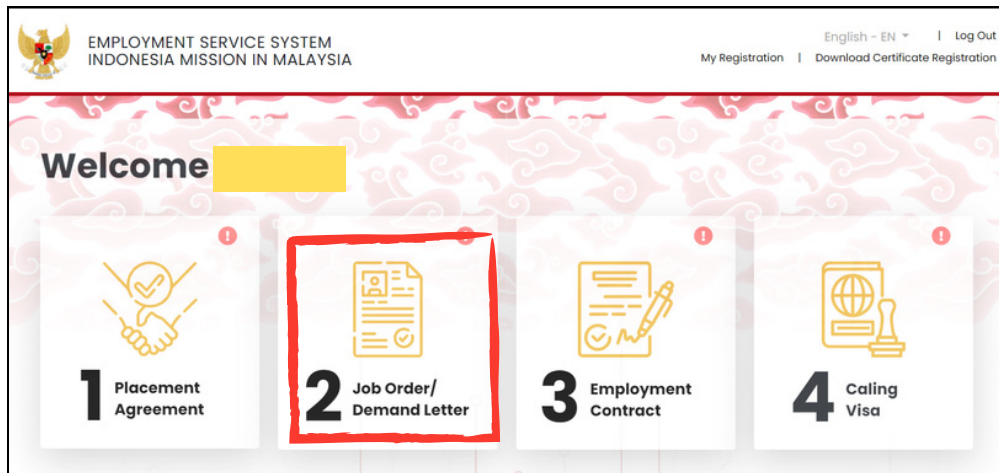 EMPLOYMENT SERVICE SYSTEM
INDONESIA MISSION IN MALAYSIA
English - EN | Log Out
My Registration | Download Certificate Registration
Welcome
1 Placement
Agreement
2 Job Order/
Demand Letter
3 Employment
Contract
4 Caling
Visa